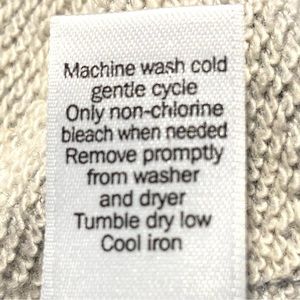 Machine wash cold
gentle cycle
Only non-chlorine
bleach when needed
Remove promptly
from washer
and dryer
Tumble dry low
Cool iron